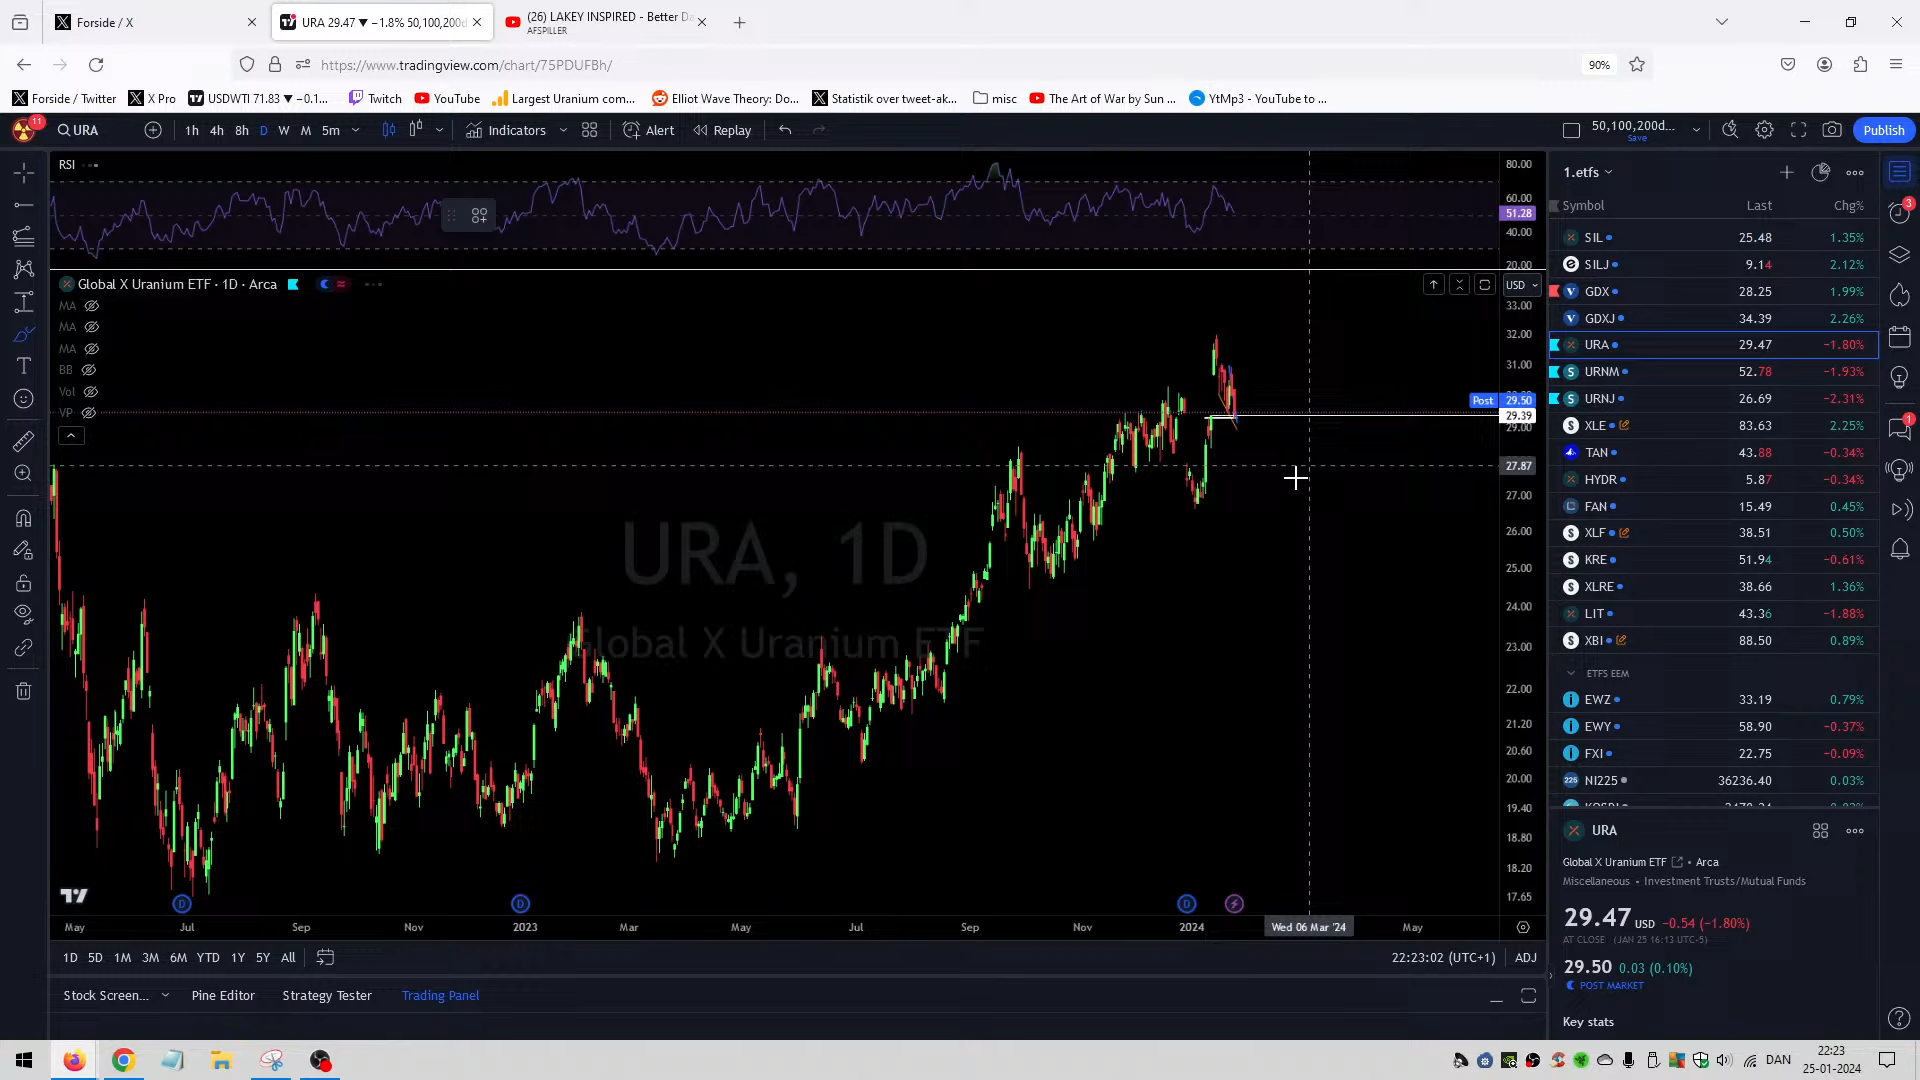 Forside / X
URA 29.47 ▼ −1.8% 50,100,200d
(26) LAKEY INSPIRED - Better Da
AFSPILLER
https://www.tradingview.com/chart/75PDUFBh/
90%
Forside / Twitter
X Pro
USDWTI 71.83 ▼ −0.1...
Twitch
YouTube
Largest Uranium com...
Elliot Wave Theory: Do...
Statistik over tweet-ak...
misc
The Art of War by Sun ...
YtMp3 - YouTube to ...
11
URA
1h 4h 8h D W M 5m
Indicators
Alert
Replay
50,100,200d...
Save
Publish
RSI
80.00
60.00
51.28
40.00
20.00
Global X Uranium ETF · 1D · Arca
USD
MA
MA
MA
BB
Vol
VP
33.00
32.00
31.00
Post 29.50
29.39
29.00
27.87
27.00
26.00
25.00
24.00
23.00
22.00
21.20
20.60
20.00
19.40
18.80
18.20
17.65
URA, 1D
Global X Uranium ETF
D
D
D
May Jul Sep Nov 2023 Mar May Jul Sep Nov 2024 Wed 06 Mar '24 May
1D 5D 1M 3M 6M YTD 1Y 5Y All
22:23:02 (UTC+1) ADJ
Stock Screen...
Pine Editor
Strategy Tester
Trading Panel
1.etfs
Symbol Last Chg%
SIL 25.48 1.35%
SILJ 9.14 2.12%
GDX 28.25 1.99%
GDXJ 34.39 2.26%
URA 29.47 −1.80%
URNM 52.78 −1.93%
URNJ 26.69 −2.31%
XLE 83.63 2.25%
TAN 43.88 −0.34%
HYDR 5.87 −0.34%
FAN 15.49 0.45%
XLF 38.51 0.50%
KRE 51.94 −0.61%
XLRE 38.66 1.36%
LIT 43.36 −1.88%
XBI 88.50 0.89%
ETFS EEM
EWZ 33.19 0.79%
EWY 58.90 −0.37%
FXI 22.75 −0.09%
NI225 36236.40 0.03%
URA
Global X Uranium ETF • Arca
Miscellaneous • Investment Trusts/Mutual Funds
29.47 USD −0.54 (−1.80%)
AT CLOSE (JAN 25 16:13 UTC-5)
29.50 0.03 (0.10%)
POST MARKET
Key stats
3
1
DAN
22:23
25-01-2024